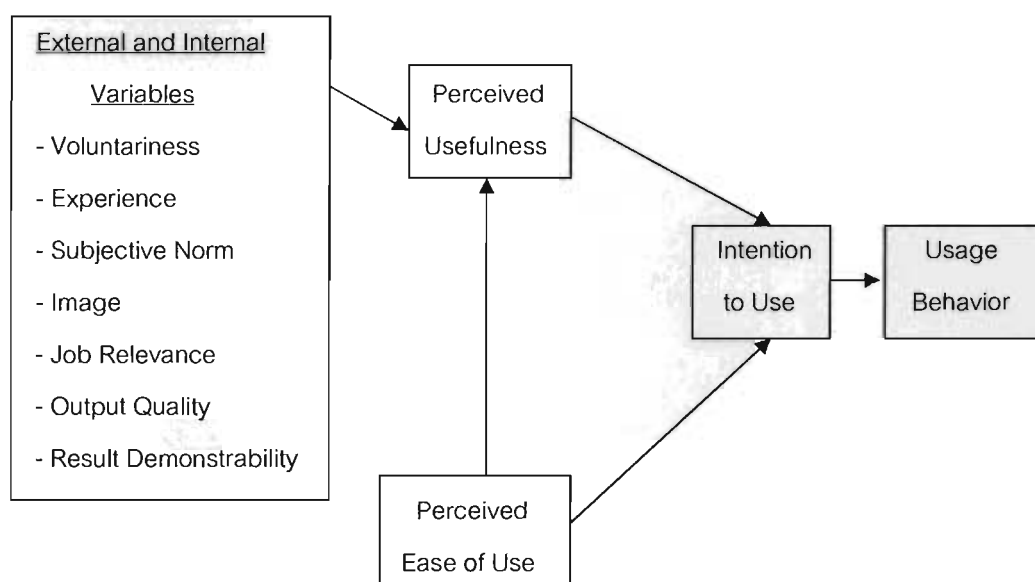 External and Internal
Variables
- Voluntariness
- Experience
- Subjective Norm
- Image
- Job Relevance
- Output Quality
- Result Demonstrability
Perceived
Usefulness
Perceived
Ease of Use
Intention
to Use
Usage
Behavior